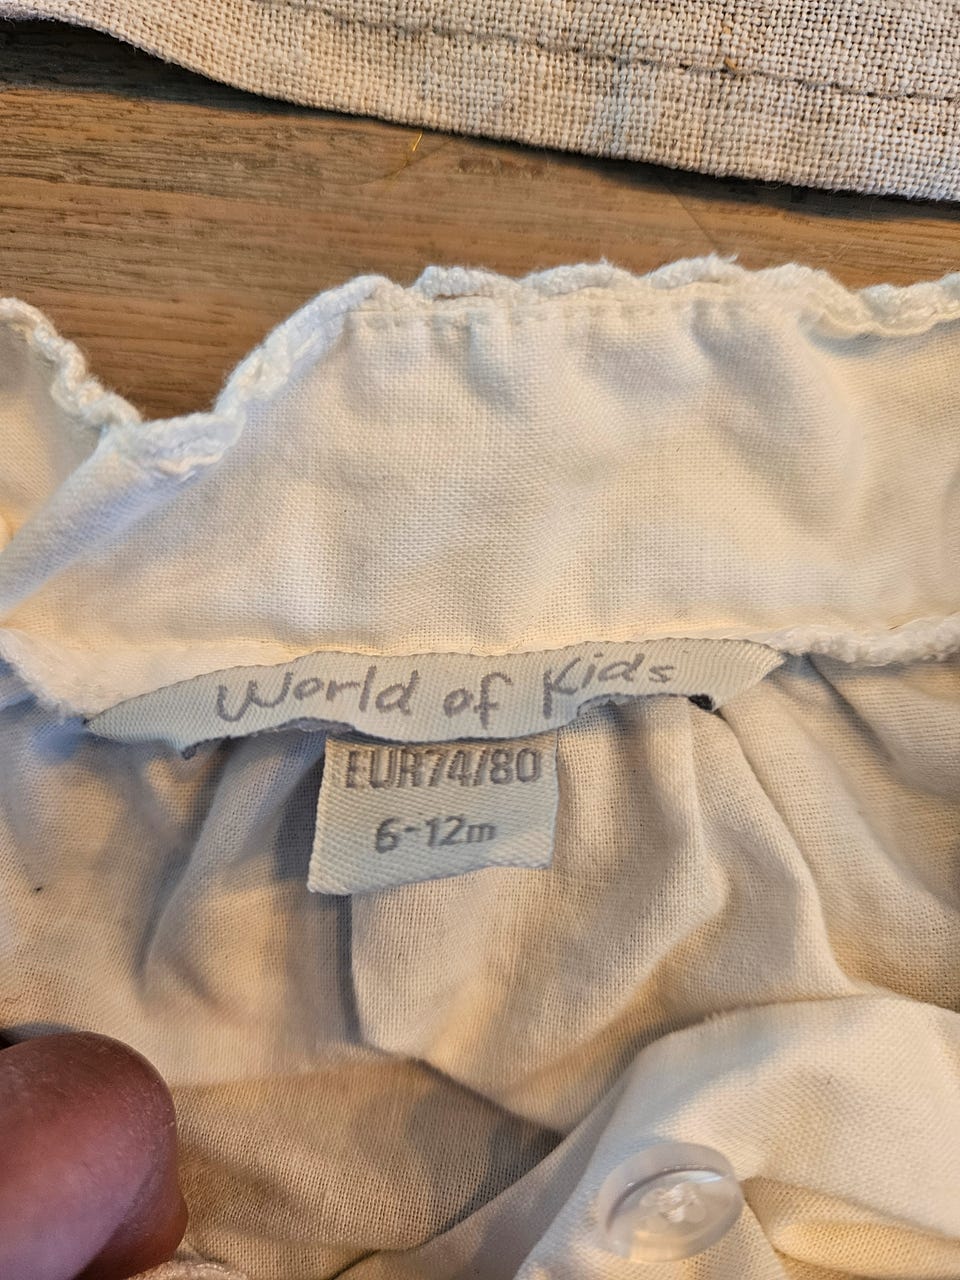 World of Kids
EUR74/80
6-12m